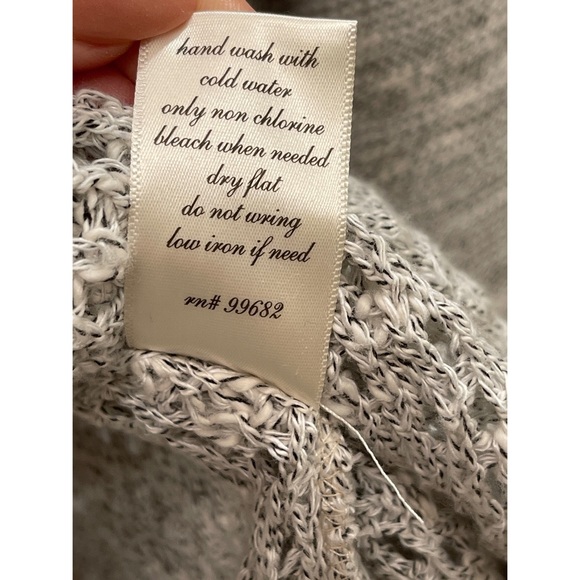 hand wash with
cold water
only non chlorine
bleach when needed
dry flat
do not wring
low iron if need
rn# 99682